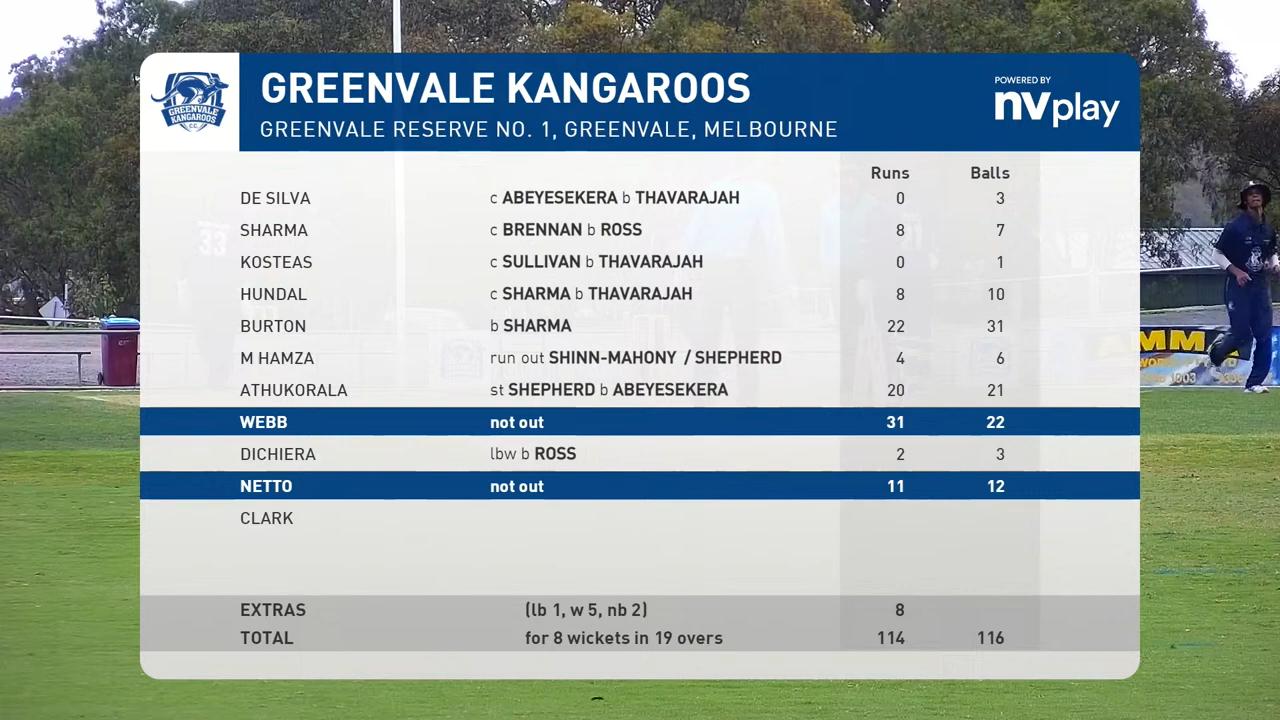 GREENVALE KANGAROOS
GREENVALE RESERVE NO. 1, GREENVALE, MELBOURNE
POWERED BY
nvplay
GREENVALE
KANGAROOS
C.C.
Runs Balls
DE SILVA c ABEYESEKERA b THAVARAJAH 0 3
SHARMA c BRENNAN b ROSS 8 7
KOSTEAS c SULLIVAN b THAVARAJAH 0 1
HUNDAL c SHARMA b THAVARAJAH 8 10
BURTON b SHARMA 22 31
M HAMZA run out SHINN-MAHONY / SHEPHERD 4 6
ATHUKORALA st SHEPHERD b ABEYESEKERA 20 21
WEBB not out 31 22
DICHIERA lbw b ROSS 2 3
NETTO not out 11 12
CLARK
EXTRAS (lb 1, w 5, nb 2) 8
TOTAL for 8 wickets in 19 overs 114 116
33